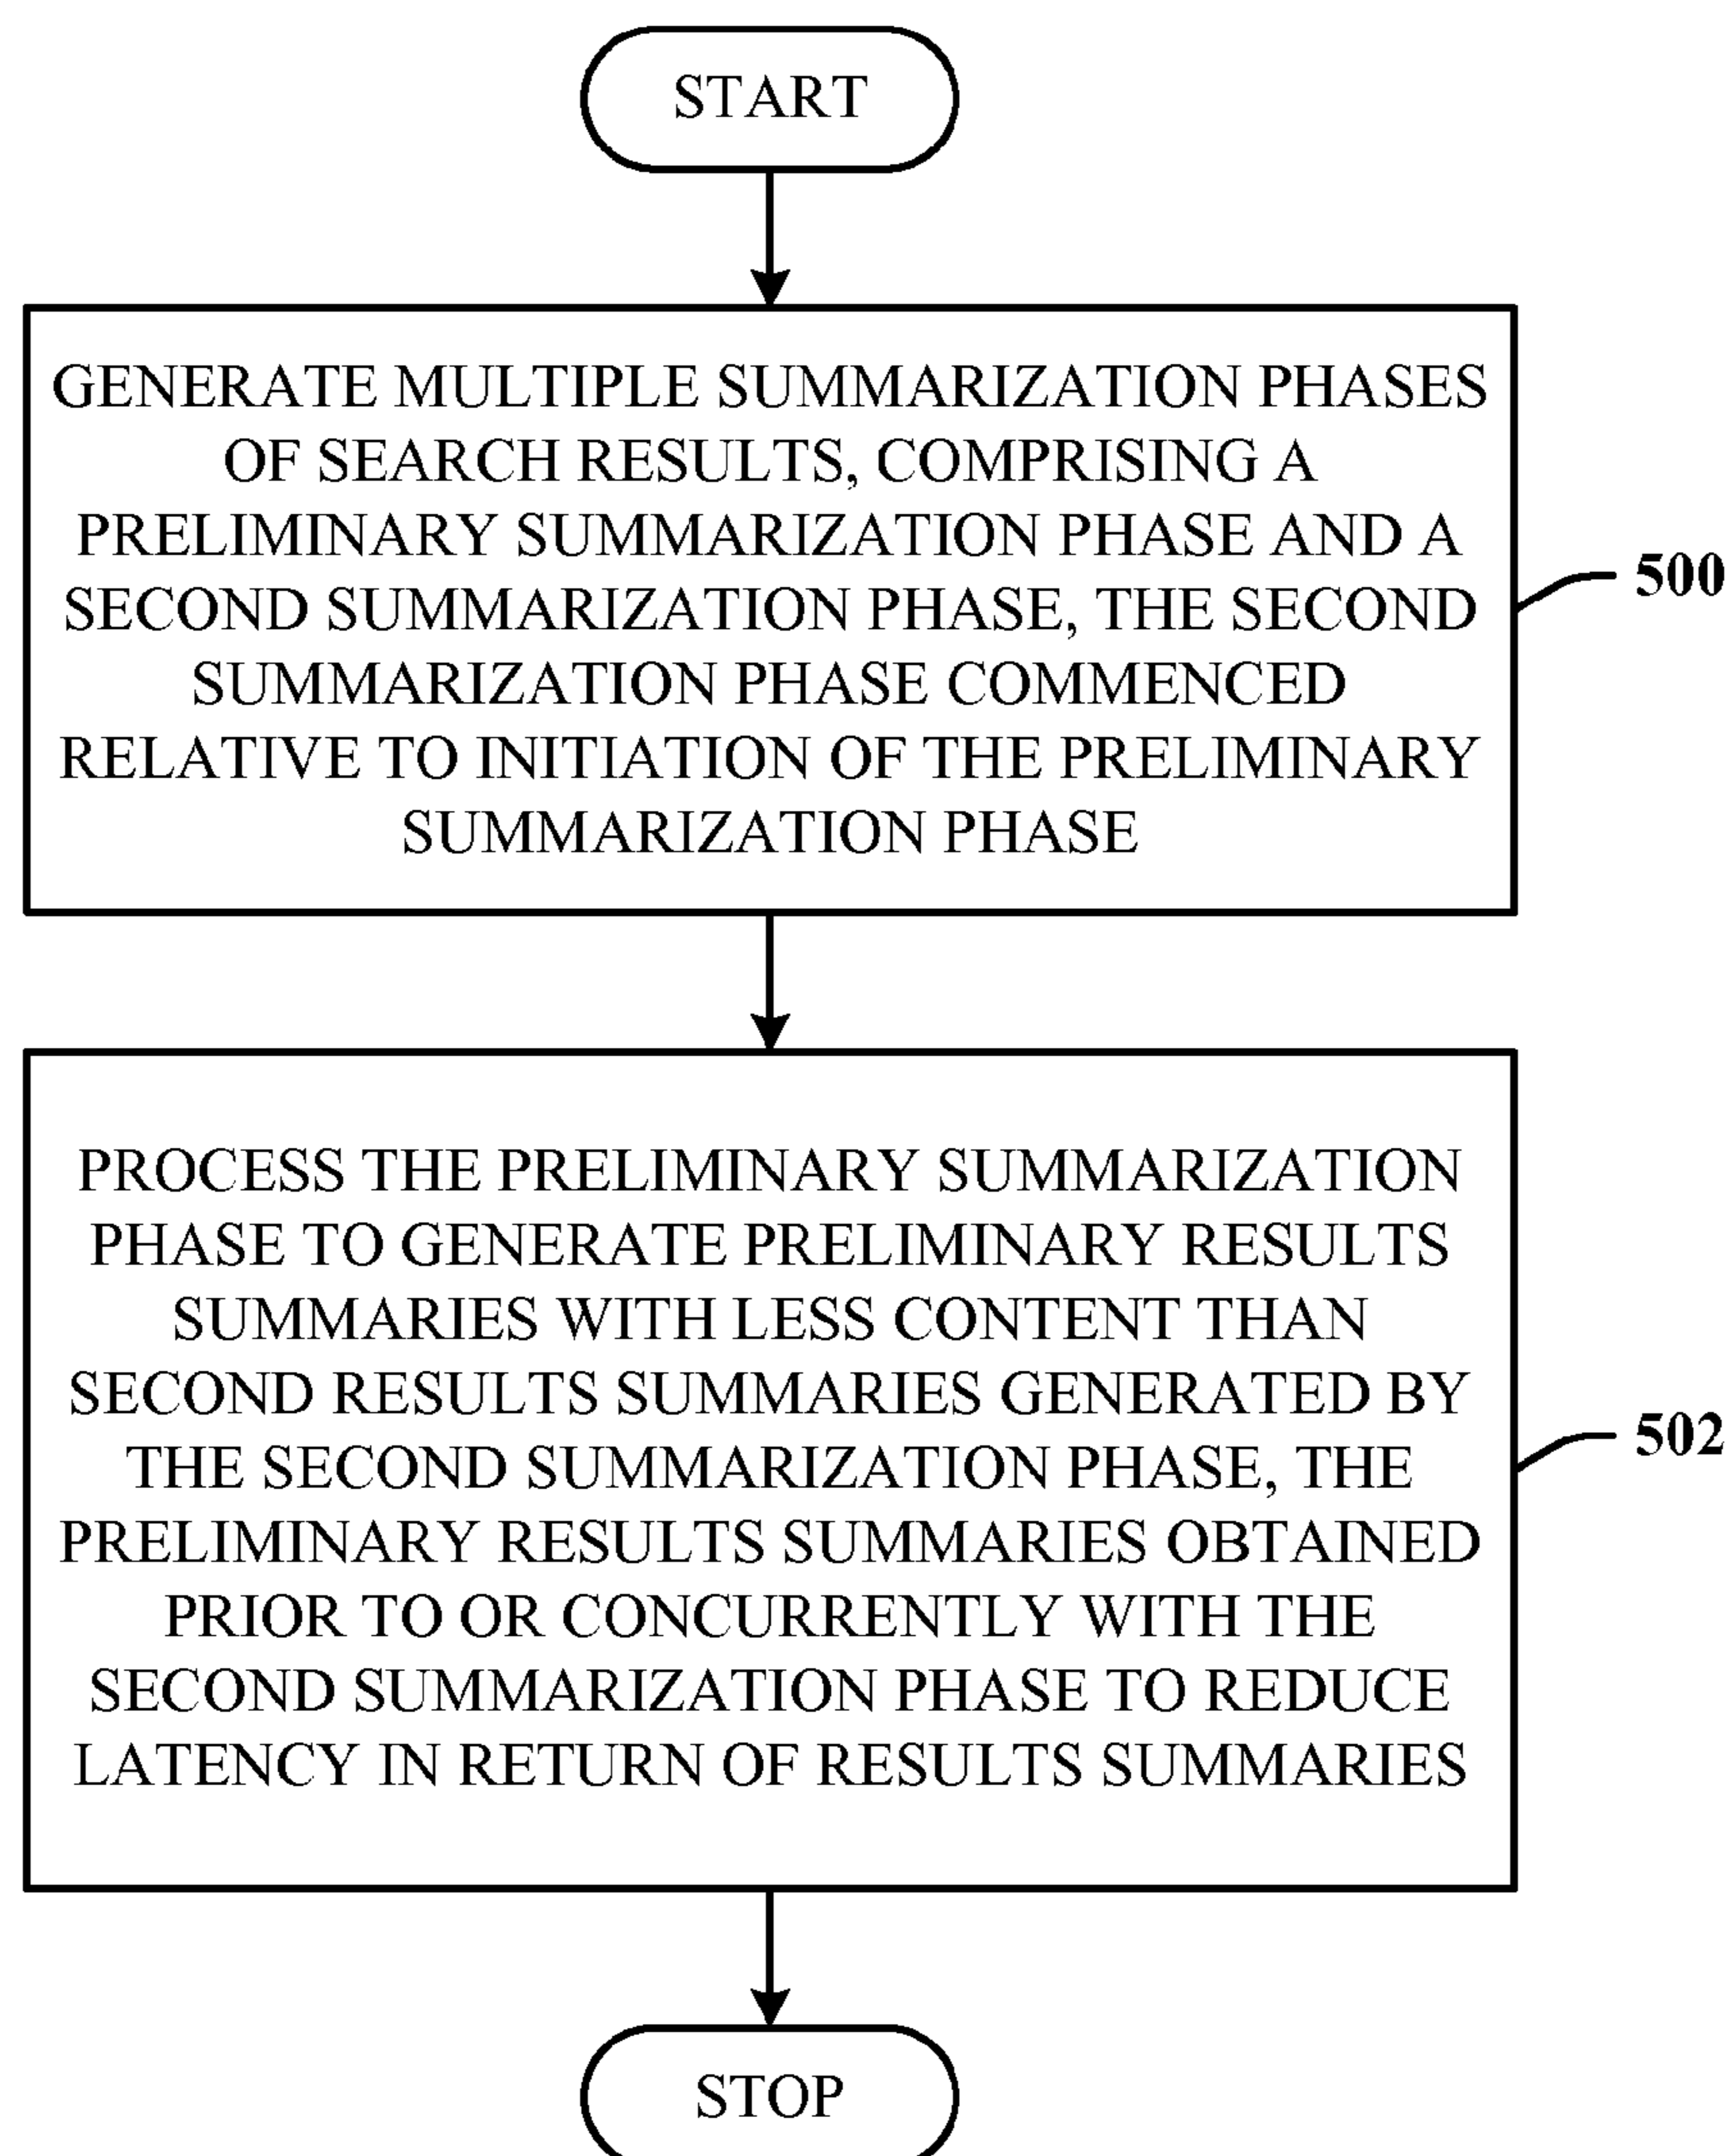 START
GENERATE MULTIPLE SUMMARIZATION PHASES
OF SEARCH RESULTS, COMPRISING A
PRELIMINARY SUMMARIZATION PHASE AND A
SECOND SUMMARIZATION PHASE, THE SECOND
SUMMARIZATION PHASE COMMENCED
RELATIVE TO INITIATION OF THE PRELIMINARY
SUMMARIZATION PHASE
500
PROCESS THE PRELIMINARY SUMMARIZATION
PHASE TO GENERATE PRELIMINARY RESULTS
SUMMARIES WITH LESS CONTENT THAN
SECOND RESULTS SUMMARIES GENERATED BY
THE SECOND SUMMARIZATION PHASE, THE
PRELIMINARY RESULTS SUMMARIES OBTAINED
PRIOR TO OR CONCURRENTLY WITH THE
SECOND SUMMARIZATION PHASE TO REDUCE
LATENCY IN RETURN OF RESULTS SUMMARIES
502
STOP